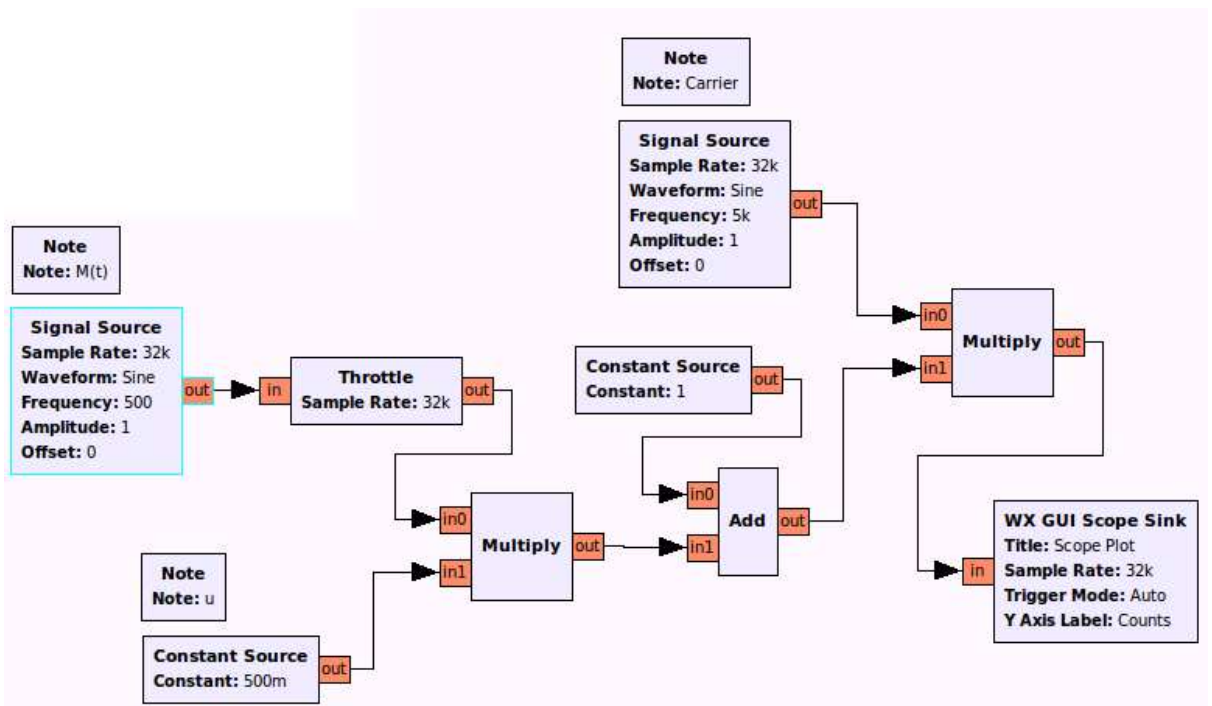 Note
Note: Carrier
Signal Source
Sample Rate: 32k
Waveform: Sine
Frequency: 5k
Amplitude: 1
Offset: 0
out
Note
Note: M(t)
Signal Source
Sample Rate: 32k
Waveform: Sine
Frequency: 500
Amplitude: 1
Offset: 0
out
in
Throttle
Sample Rate: 32k
out
Constant Source
Constant: 1
out
in0
in1
Multiply
out
in0
in1
Add
out
in0
in1
Multiply
out
Note
Note: u
Constant Source
Constant: 500m
out
in
WX GUI Scope Sink
Title: Scope Plot
Sample Rate: 32k
Trigger Mode: Auto
Y Axis Label: Counts